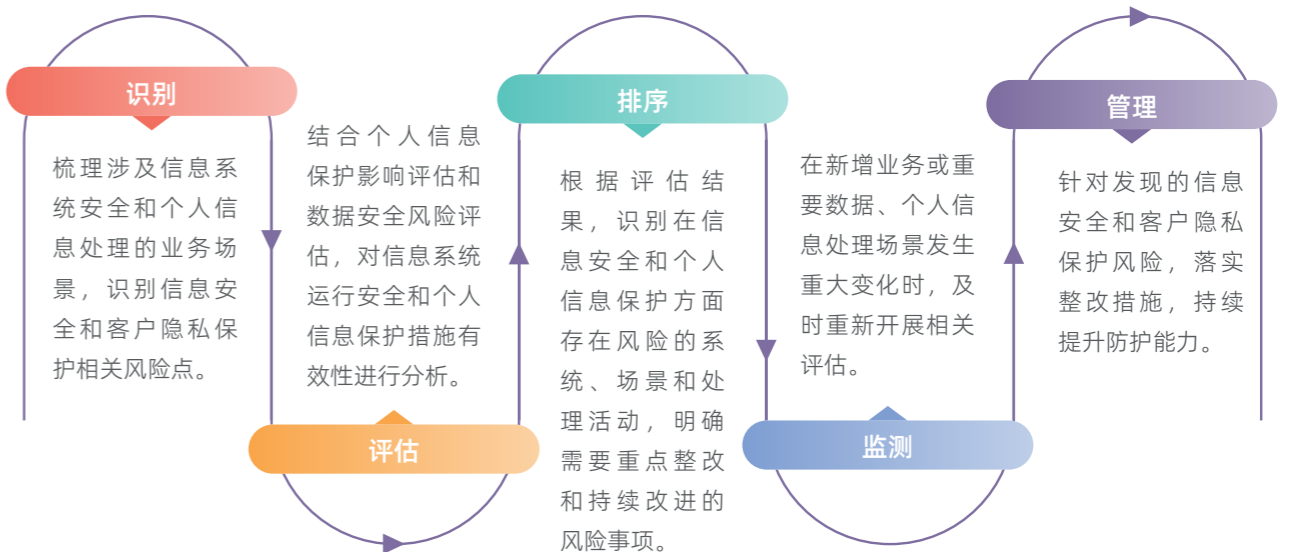 识别
梳理涉及信息系
统安全和个人信
息处理的业务场
景，识别信息安
全和客户隐私保
护相关风险点。
结合个人信息
保护影响评估和
数据安全风险评
估，对信息系统
运行安全和个人
信息保护措施有
效性进行分析。
评估
排序
根据评估结
果，识别在信
息安全和个人
信息保护方面
存在风险的系
统、场景和处
理活动，明确
需要重点整改
和持续改进的
风险事项。
在新增业务或重
要数据、个人信
息处理场景发生
重大变化时，及
时重新开展相关
评估。
监测
管理
针对发现的信息
安全和客户隐私
保护风险，落实
整改措施，持续
提升防护能力。